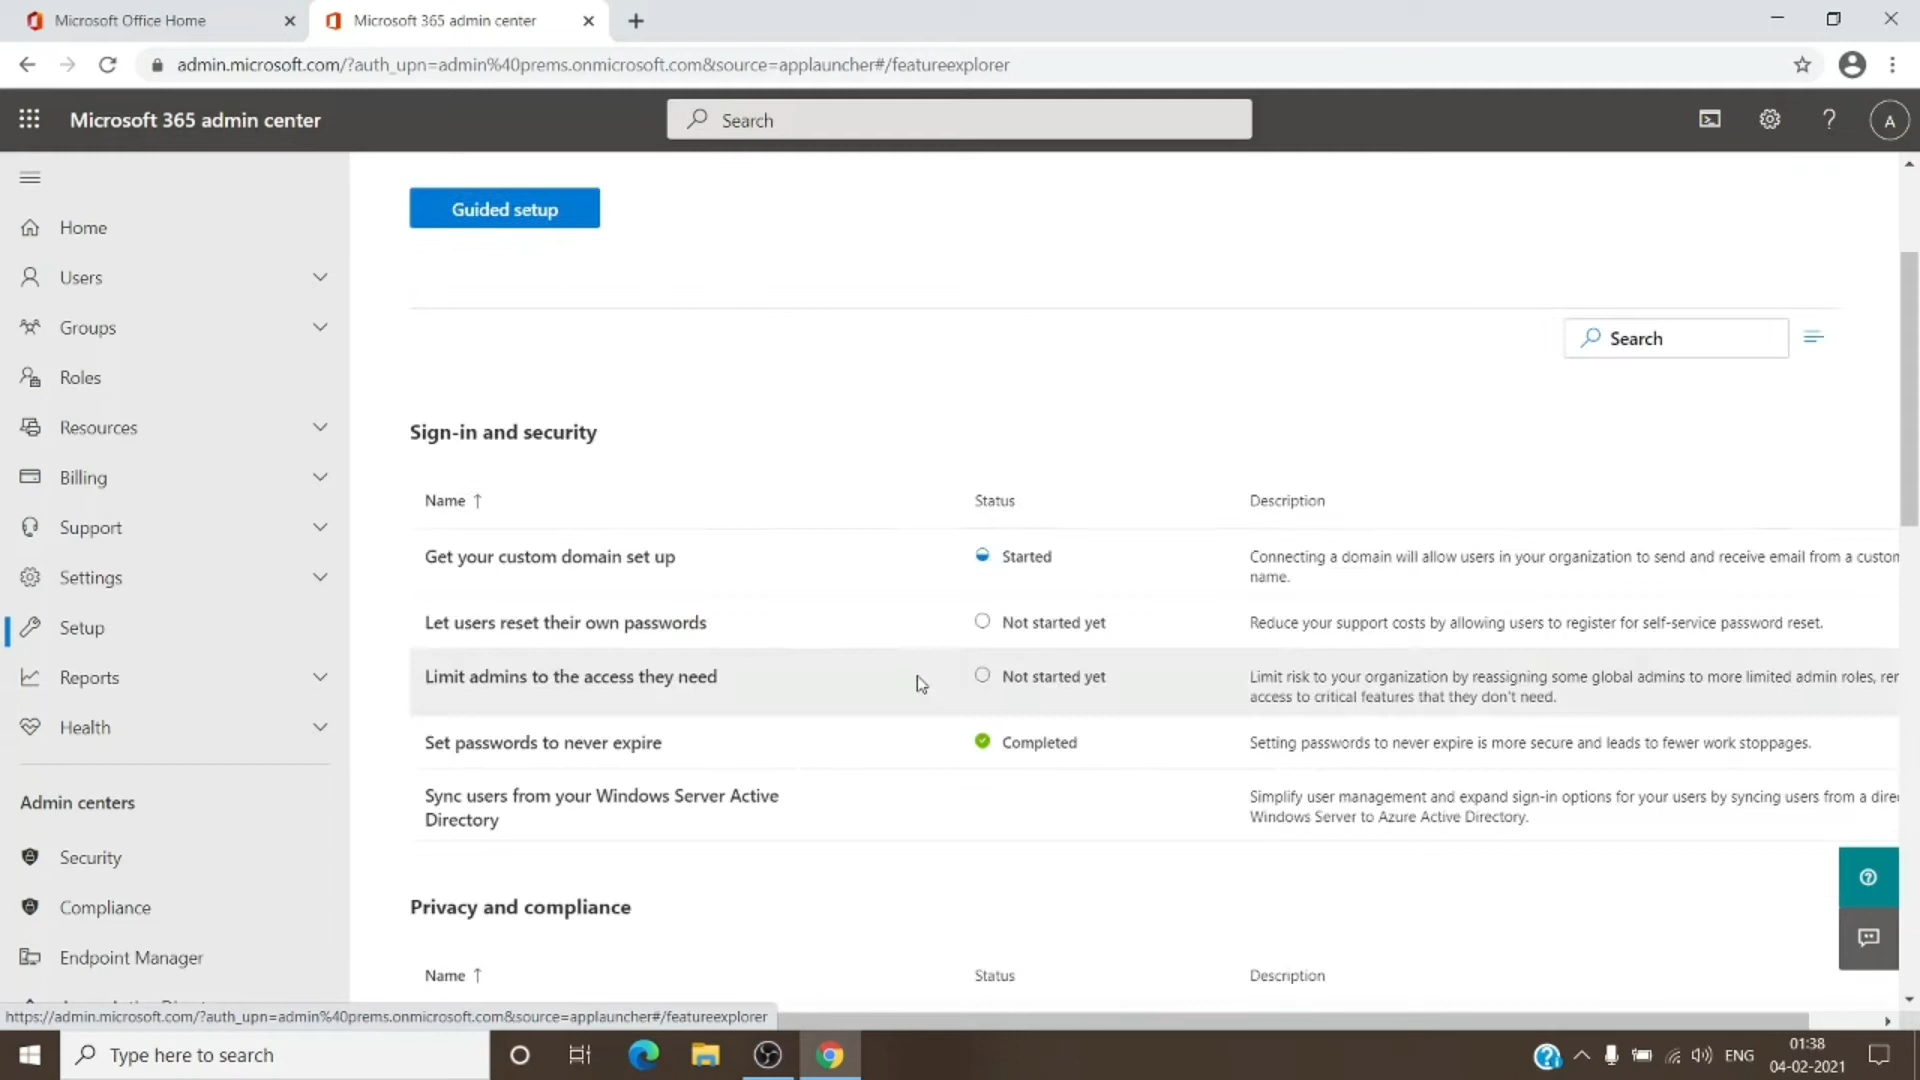 Microsoft Office Home
Microsoft 365 admin center
admin.microsoft.com/?auth_upn=admin%40prems.onmicrosoft.com&source=applauncher#/featureexplorer
Microsoft 365 admin center
Search
A
Guided setup
Home
Users
Groups
Search
Roles
Resources
Sign-in and security
Billing
Name ↑ Status Description
Support
Get your custom domain set up Started Connecting a domain will allow users in your organization to send and receive email from a custom
name.
Settings
Let users reset their own passwords Not started yet Reduce your support costs by allowing users to register for self-service password reset.
Setup
Limit admins to the access they need Not started yet Limit risk to your organization by reassigning some global admins to more limited admin roles,
access to critical features that they don't need.
Reports
Health
Set passwords to never expire Completed Setting passwords to never expire is more secure and leads to fewer work stoppages.
Sync users from your Windows Server Active
Directory
Simplify user management and expand sign-in options for your users by syncing users from a
Windows Server to Azure Active Directory.
Admin centers
Security
Compliance
Privacy and compliance
Endpoint Manager
Name ↑ Status Description
https://admin.microsoft.com/?auth_upn=admin%40prems.onmicrosoft.com&source=applauncher#/featureexplorer
Type here to search
ENG
01:38
04-02-2021